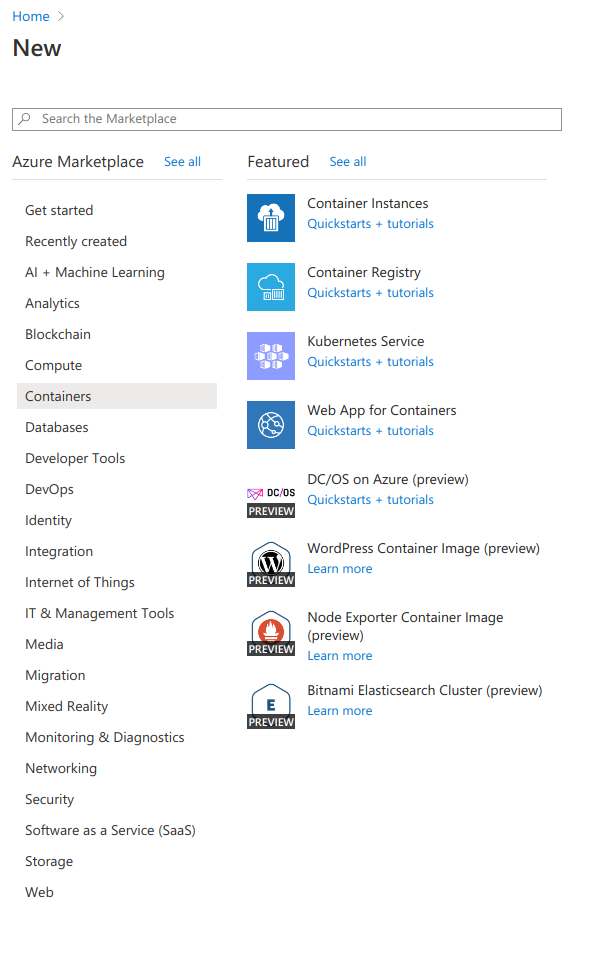 Home
New
Search the Marketplace
Azure Marketplace See all
Get started
Recently created
AI + Machine Learning
Analytics
Blockchain
Compute
Containers
Databases
Developer Tools
DevOps
Identity
Integration
Internet of Things
IT & Management Tools
Media
Migration
Mixed Reality
Monitoring & Diagnostics
Networking
Security
Software as a Service (SaaS)
Storage
Web
Featured See all
Container Instances
Quickstarts + tutorials
Container Registry
Quickstarts + tutorials
Kubernetes Service
Quickstarts + tutorials
Web App for Containers
Quickstarts + tutorials
DC/OS
PREVIEW
DC/OS on Azure (preview)
Quickstarts + tutorials
W
PREVIEW
WordPress Container Image (preview)
Learn more
PREVIEW
Node Exporter Container Image
(preview)
Learn more
E
PREVIEW
Bitnami Elasticsearch Cluster (preview)
Learn more